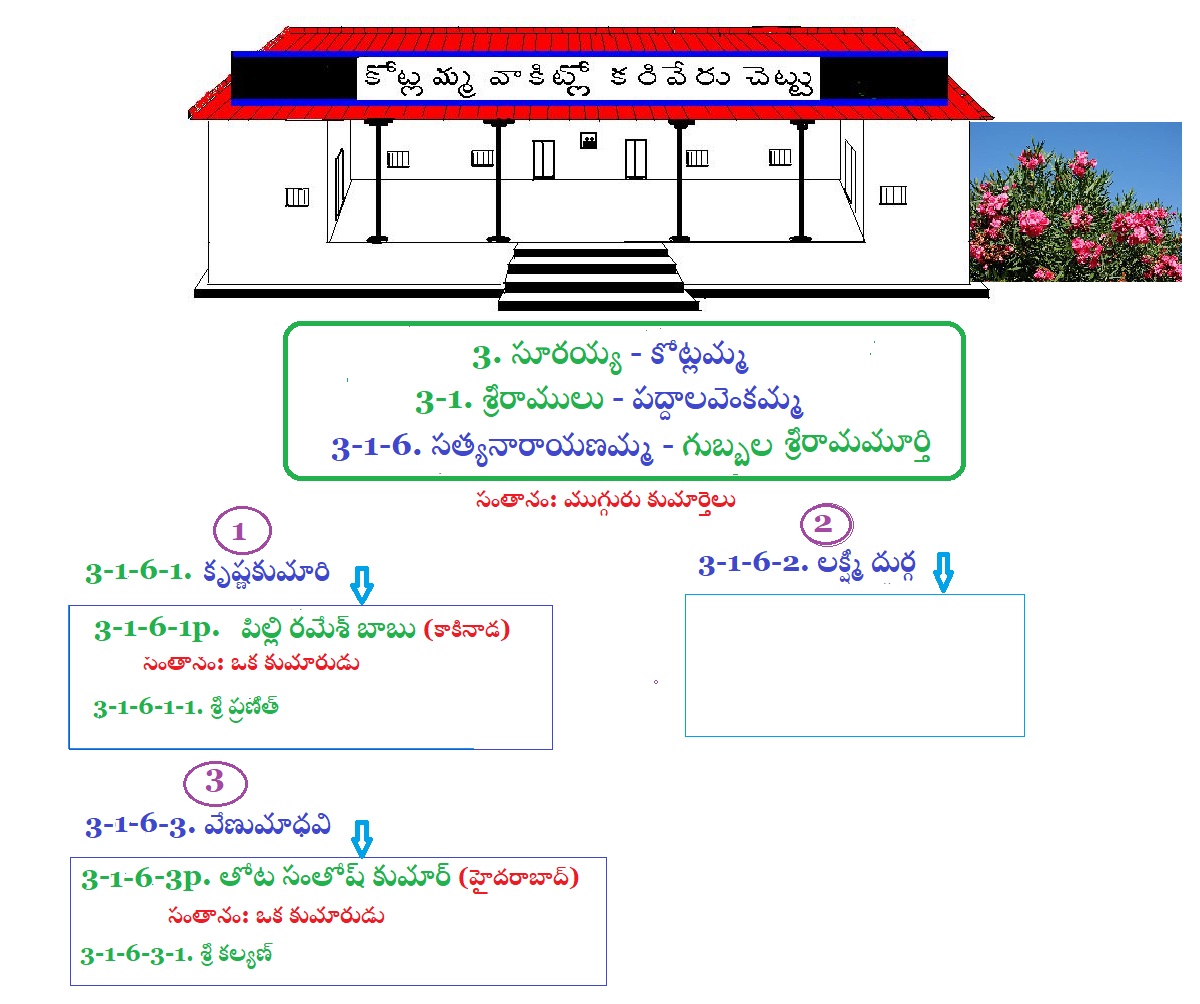 కోట్లమ్మ వాకిట్లో కరివేరు చెట్టు
3. సూరయ్య - కోట్లమ్మ
3-1. శ్రీరాములు - పద్దాలవెంకమ్మ
3-1-6. సత్యనారాయణమ్మ - గుబ్బల శ్రీరామమూర్తి
సంతానం: ముగ్గురు కుమార్తెలు
1
3-1-6-1. కృష్ణకుమారి
3-1-6-1p. పిల్లి రమేశ్ బాబు (కాకినాడ)
సంతానం: ఒక కుమారుడు
3-1-6-1-1. శ్రీ ప్రణీత్
2
3-1-6-2. లక్ష్మి దుర్గ
3
3-1-6-3. వేణుమాధవి
3-1-6-3p. తోట సంతోష్ కుమార్ (హైదరాబాద్)
సంతానం: ఒక కుమారుడు
3-1-6-3-1. శ్రీ కల్యణ్